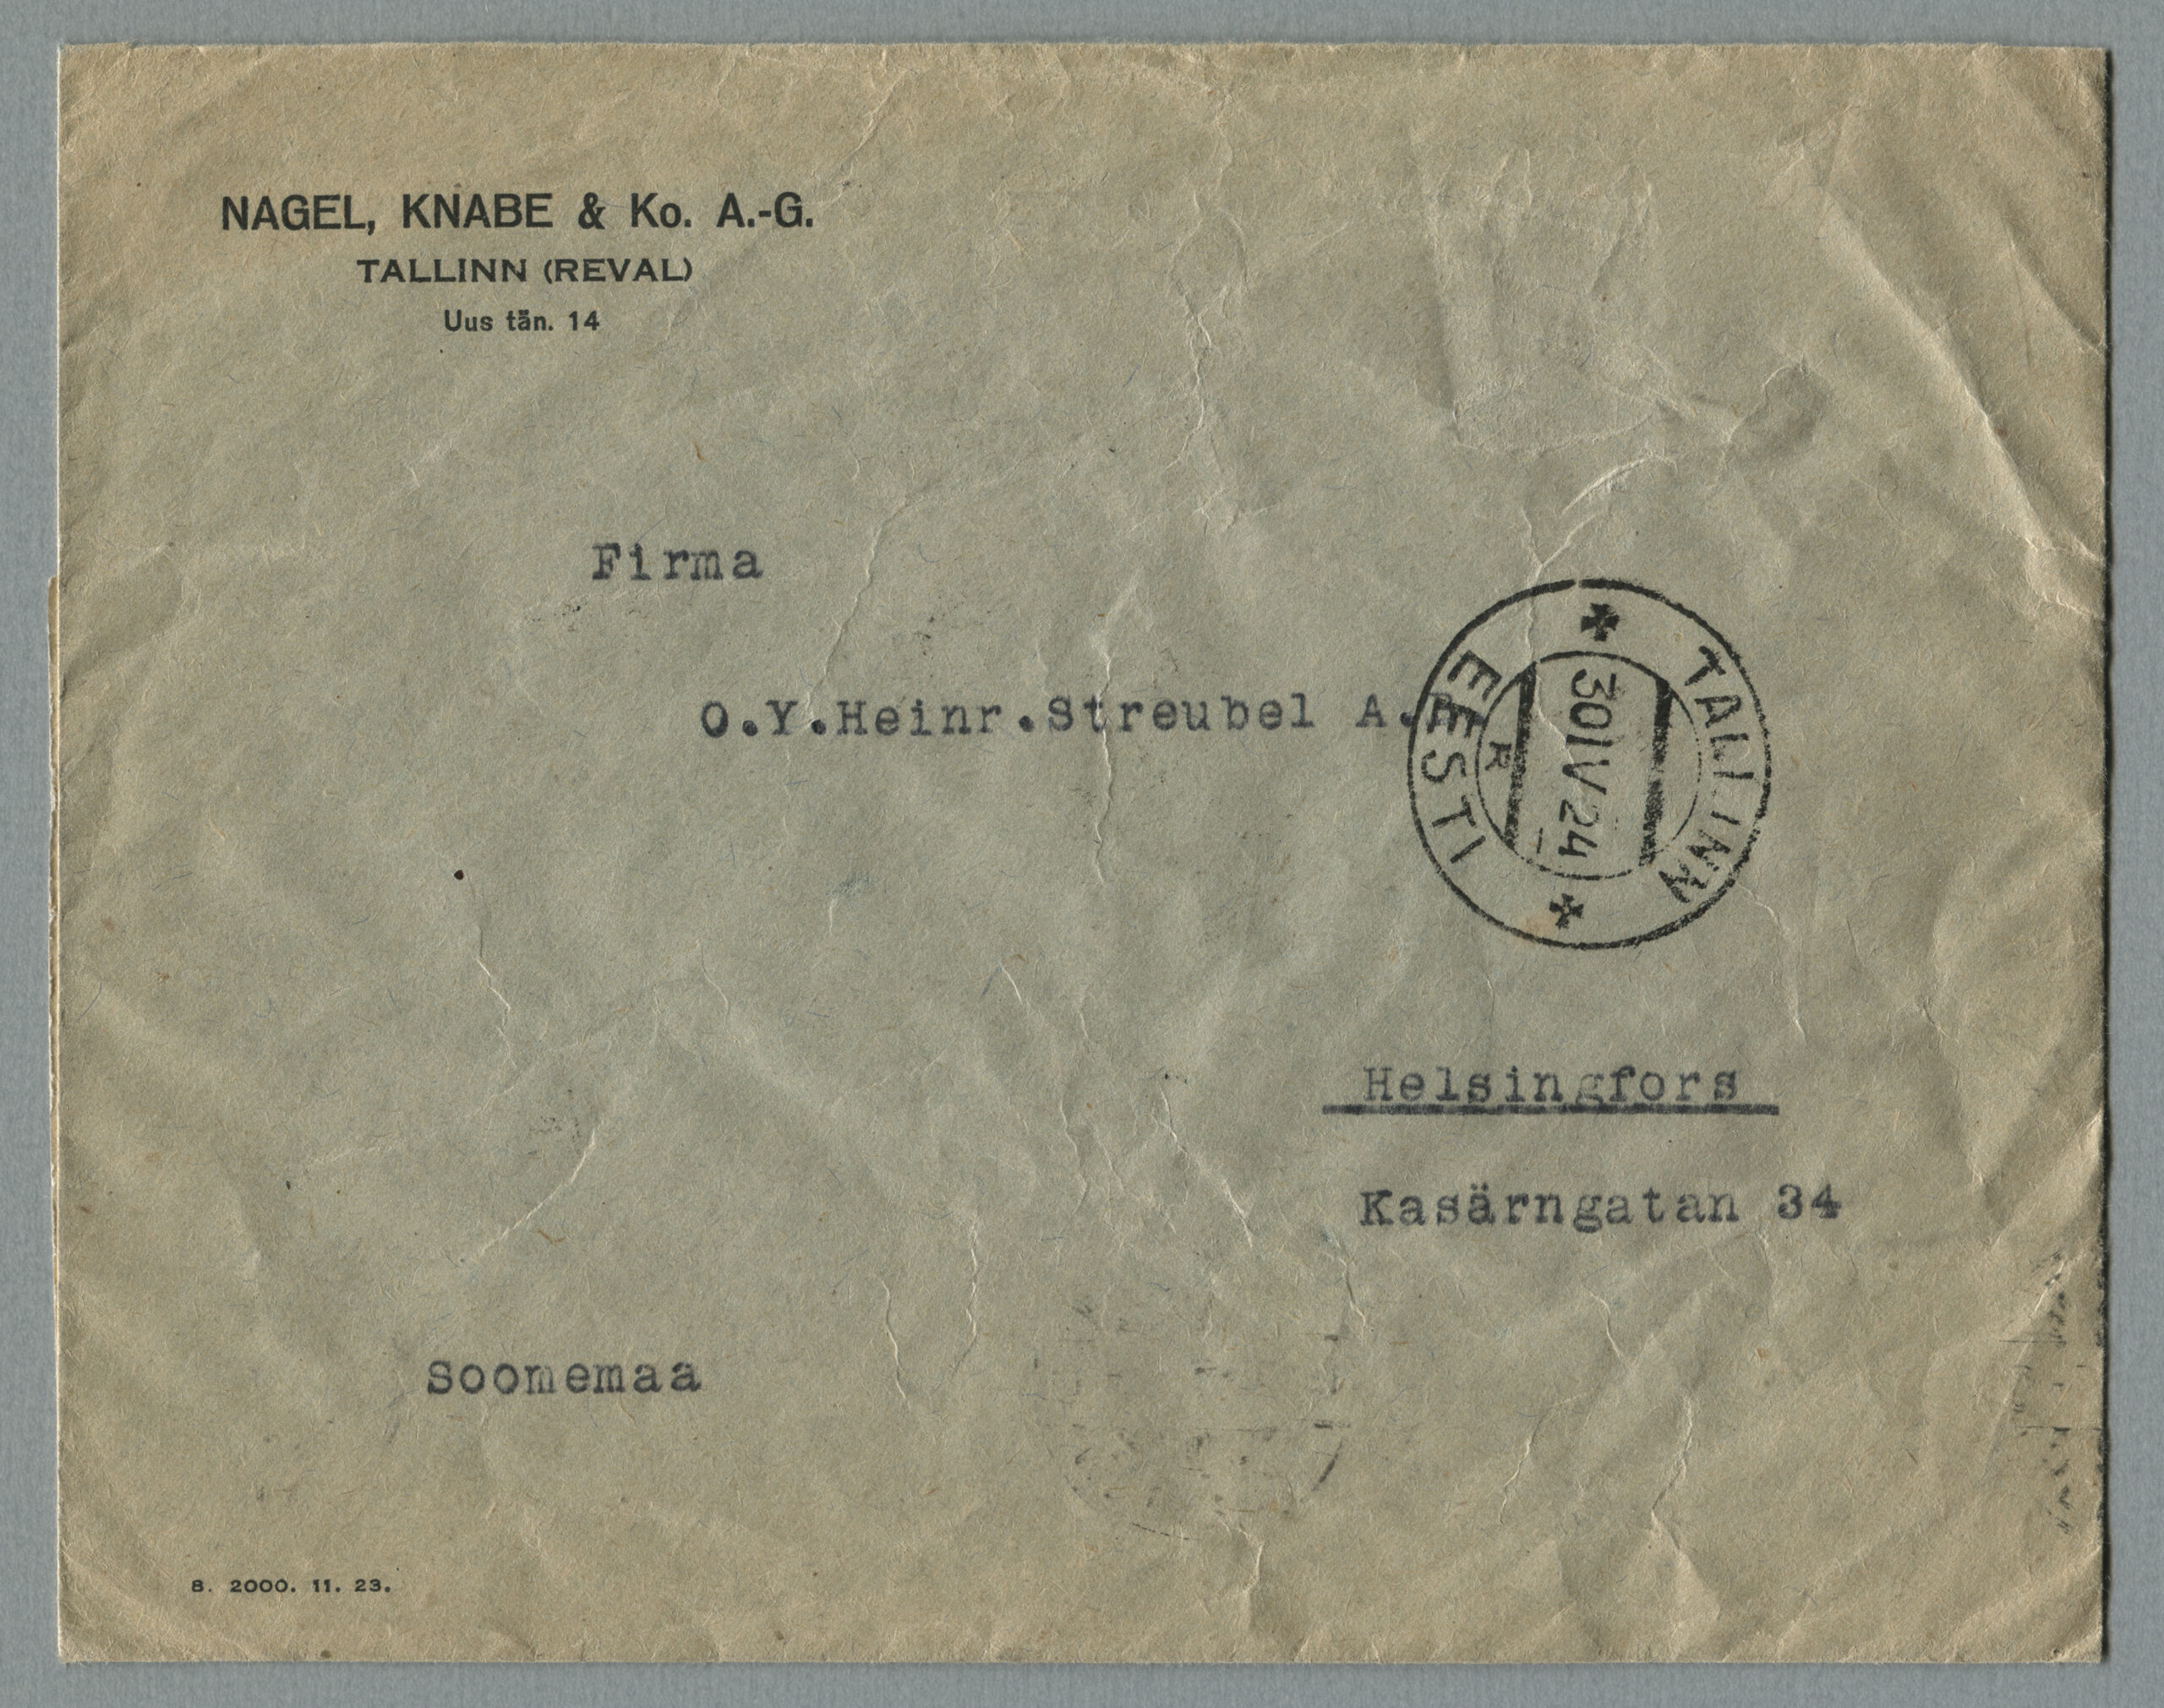 NAGEL, KNABE & Ko. A.-G.
TALLINN (REVAL)
Uus tän. 14
Firma
O.Y.Heinr.Streubel A.B.
TALLINN
30 IV 24
K
EESTI
Helsingfors
Kasärngatan 34
Soomemaa
8. 2000. 11. 23.